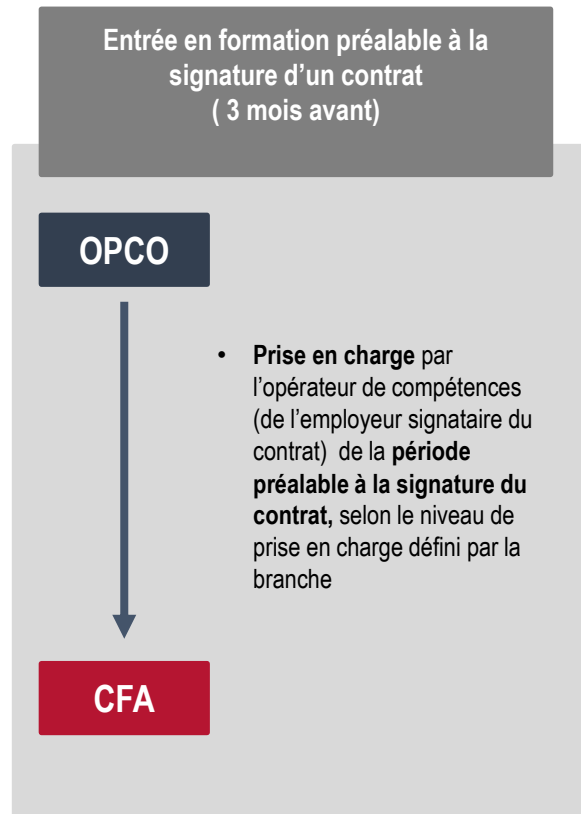 Entrée en formation préalable à la
signature d’un contrat
( 3 mois avant)
OPCO
• Prise en charge par
l’opérateur de compétences
(de l’employeur signataire du
contrat)  de la période
préalable à la signature du
contrat, selon le niveau de
prise en charge défini par la
branche
CFA